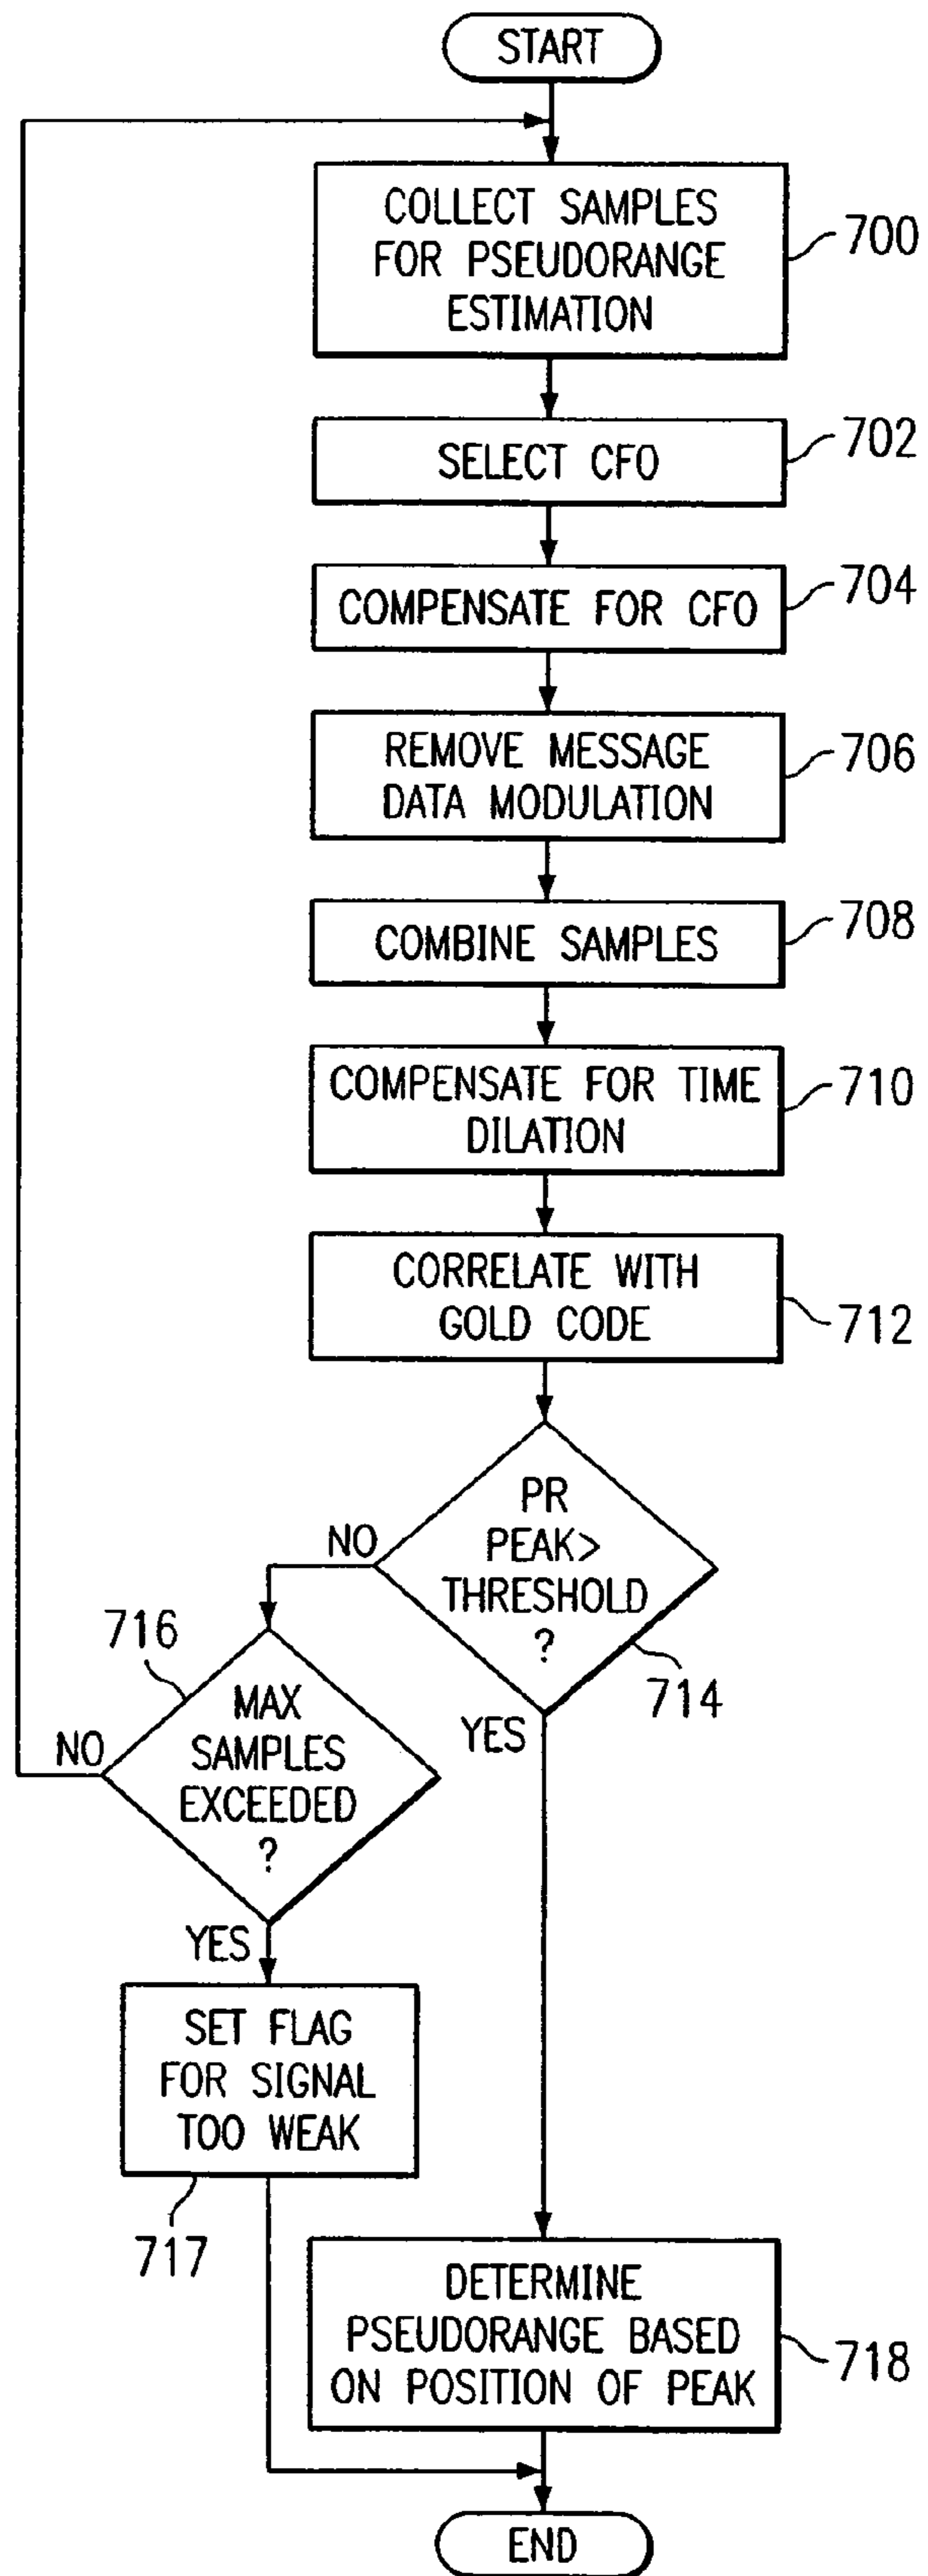 START
COLLECT SAMPLES
FOR PSEUDORANGE
ESTIMATION
700
SELECT CFO
702
COMPENSATE FOR CFO
704
REMOVE MESSAGE
DATA MODULATION
706
COMBINE SAMPLES
708
COMPENSATE FOR TIME
DILATION
710
CORRELATE WITH
GOLD CODE
712
PR
PEAK>
THRESHOLD
?
714
NO
YES
716
MAX
SAMPLES
EXCEEDED
?
NO
YES
SET FLAG
FOR SIGNAL
TOO WEAK
717
DETERMINE
PSEUDORANGE BASED
ON POSITION OF PEAK
718
END